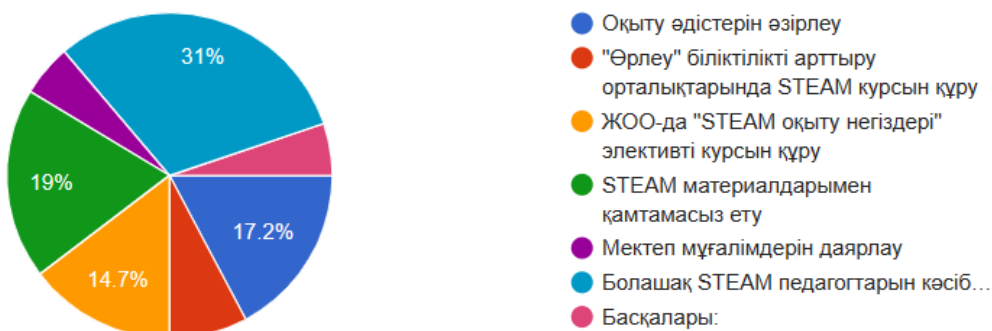 31%
19%
17.2%
14.7%
Оқыту әдістерін әзірлеу
"Өрлеу" біліктілікті арттыру
орталықтарында STEAM курсын құру
ЖОО-да "STEAM оқыту негіздері"
элективті курсын құру
STEAM материалдарымен
қамтамасыз ету
Мектеп мұғалімдерін даярлау
Болашақ STEAM педагогтарын кәсіб...
Басқалары: